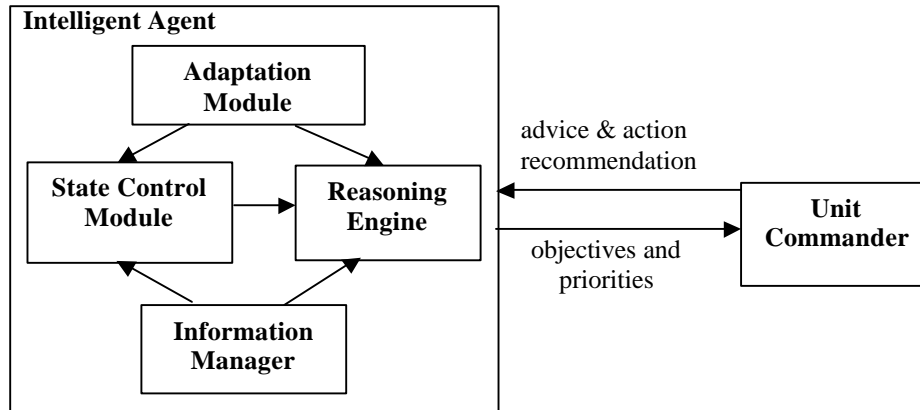 Intelligent Agent
Adaptation
Module
advice & action
recommendation
State Control
Module
Reasoning
Engine
Unit
Commander
objectives and
priorities
Information
Manager